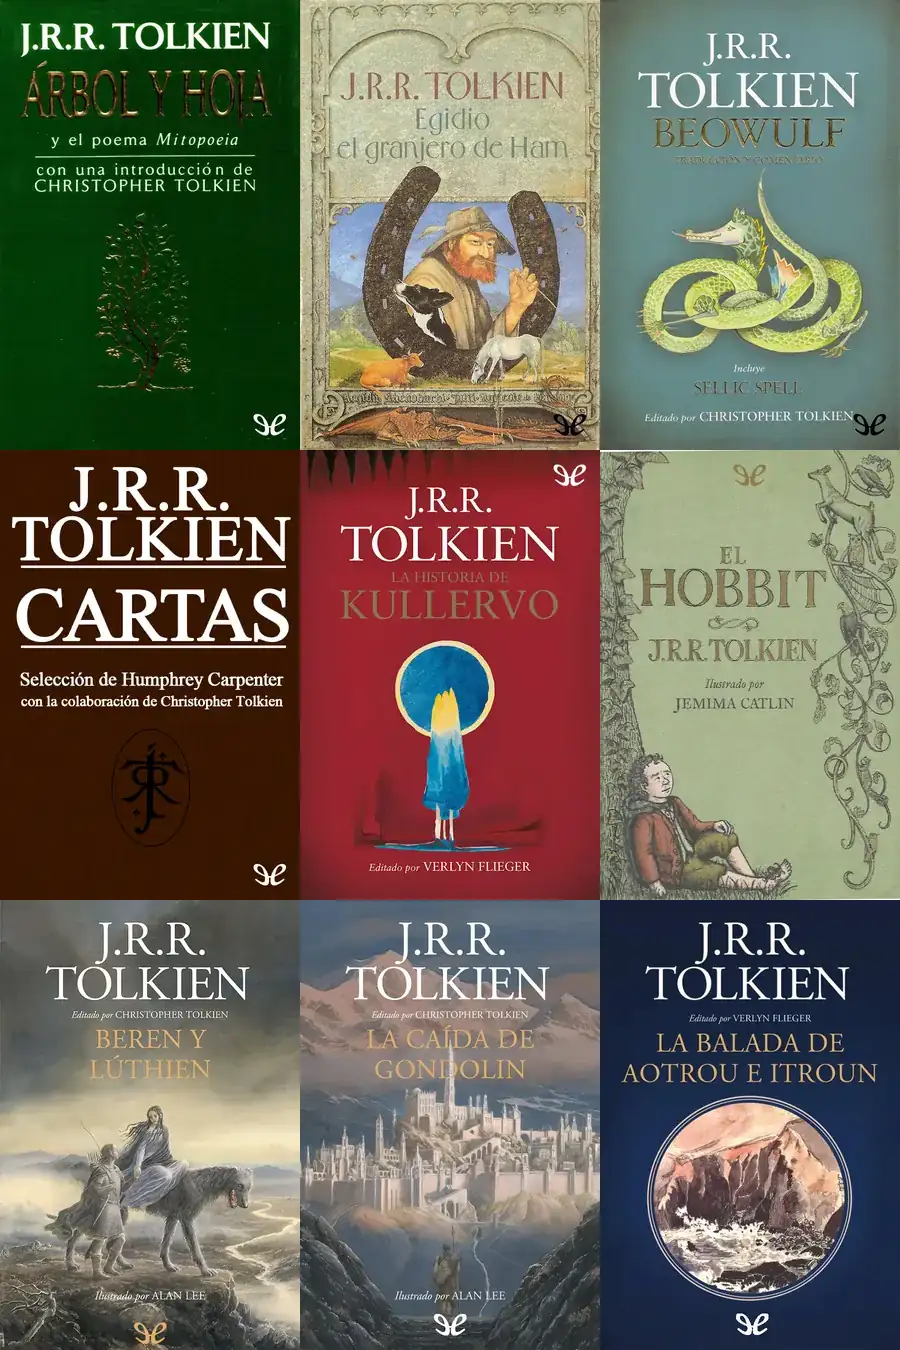 J.R.R. TOLKIEN
ÁRBOL Y HOJA
y el poema Mitopoeia
con una introducción de
CHRISTOPHER TOLKIEN
J.R.R. TOLKIEN
Egidio
el granjero de Ham
J.R.R.
TOLKIEN
BEOWULF
TRADUCCIÓN Y COMENTARIO
Incluye
SELLIC SPELL
Editado por CHRISTOPHER TOLKIEN
J.R.R.
TOLKIEN
CARTAS
Selección de Humphrey Carpenter
con la colaboración de Christopher Tolkien
J.R.R.
TOLKIEN
LA HISTORIA DE
KULLERVO
Editado por VERLYN FLIEGER
EL
HOBBIT
J.R.R. TOLKIEN
Ilustrado por
JEMIMA CATLIN
J.R.R.
TOLKIEN
Editado por CHRISTOPHER TOLKIEN
BEREN Y
LÚTHIEN
Ilustrado por ALAN LEE
J.R.R.
TOLKIEN
Editado por CHRISTOPHER TOLKIEN
LA CAÍDA DE
GONDOLIN
Ilustrado por ALAN LEE
J.R.R.
TOLKIEN
Editado por VERLYN FLIEGER
LA BALADA DE
AOTROU E ITROUN